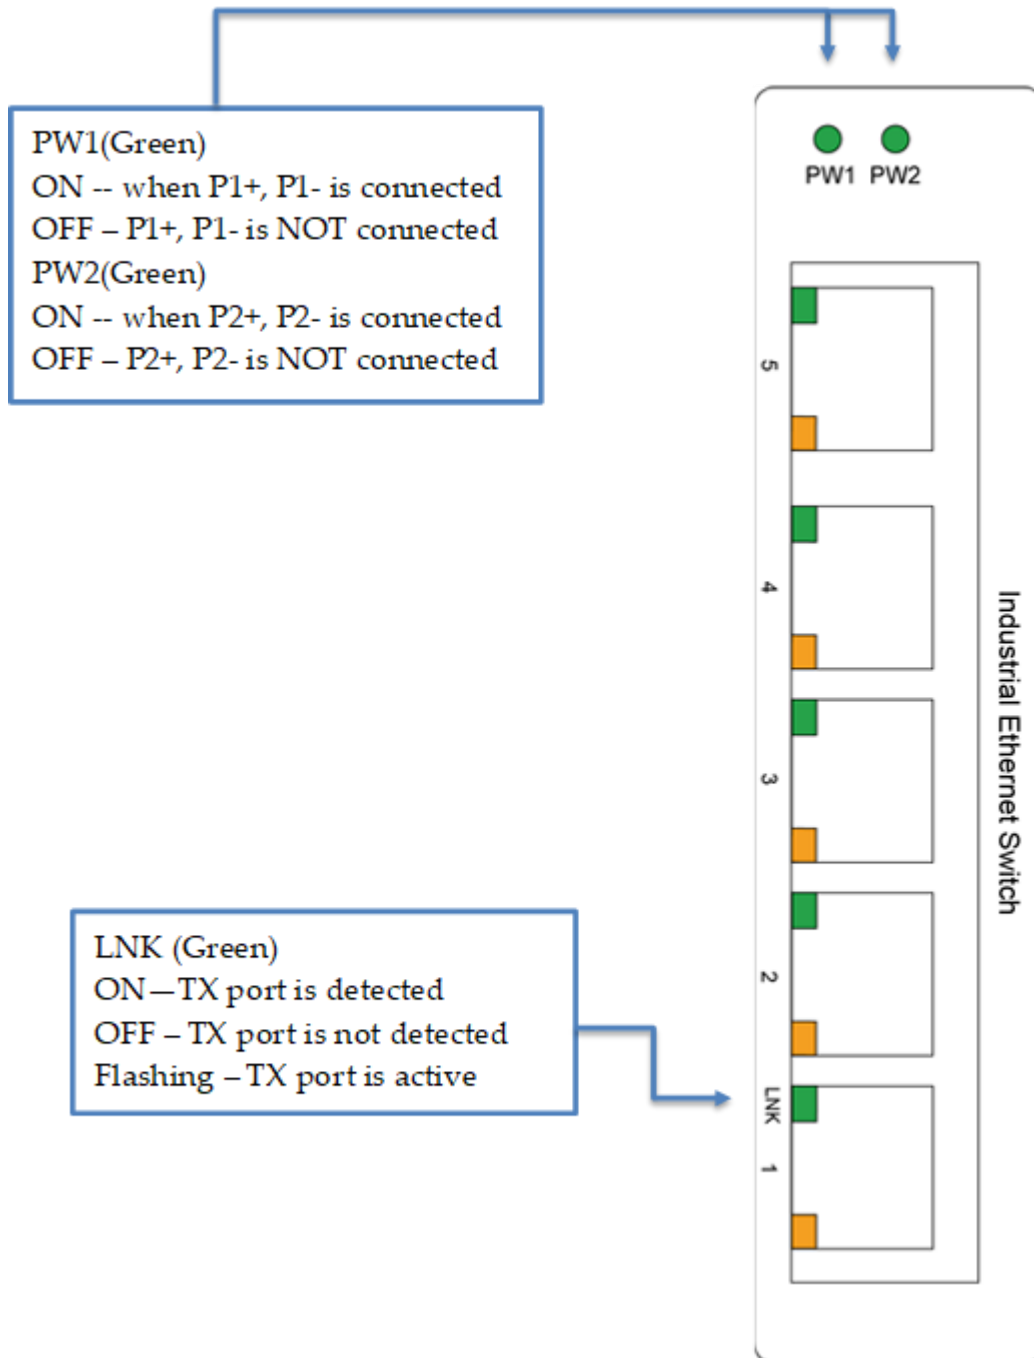 PW1(Green)
ON -- when P1+, P1- is connected
OFF – P1+, P1- is NOT connected
PW2(Green)
ON -- when P2+, P2- is connected
OFF – P2+, P2- is NOT connected
PW1 PW2
5
4
3
2
LNK
1
Industrial Ethernet Switch
LNK (Green)
ON—TX port is detected
OFF – TX port is not detected
Flashing – TX port is active